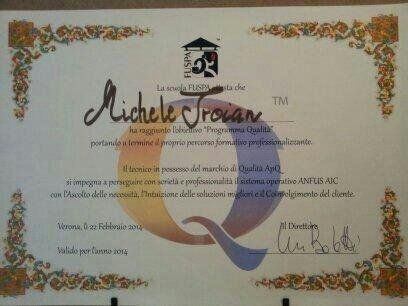 FUSPA
La scuola FUSPA attesta che
Michele Troian TM
ha raggiunto l'obiettivo "Programma Qualità"
portando a termine il proprio percorso formativo professionalizzante.
Il tecnico in possesso del marchio di Qualità ApiQ
si impegna a perseguire con serietà e professionalità il sistema operativo ANFUS AIC
con l'Ascolto delle necessità, l'Intuizione delle soluzioni migliori e il Coinvolgimento del cliente.
Verona, il 22 Febbraio 2014
Il Direttore
Valido per l'anno 2014